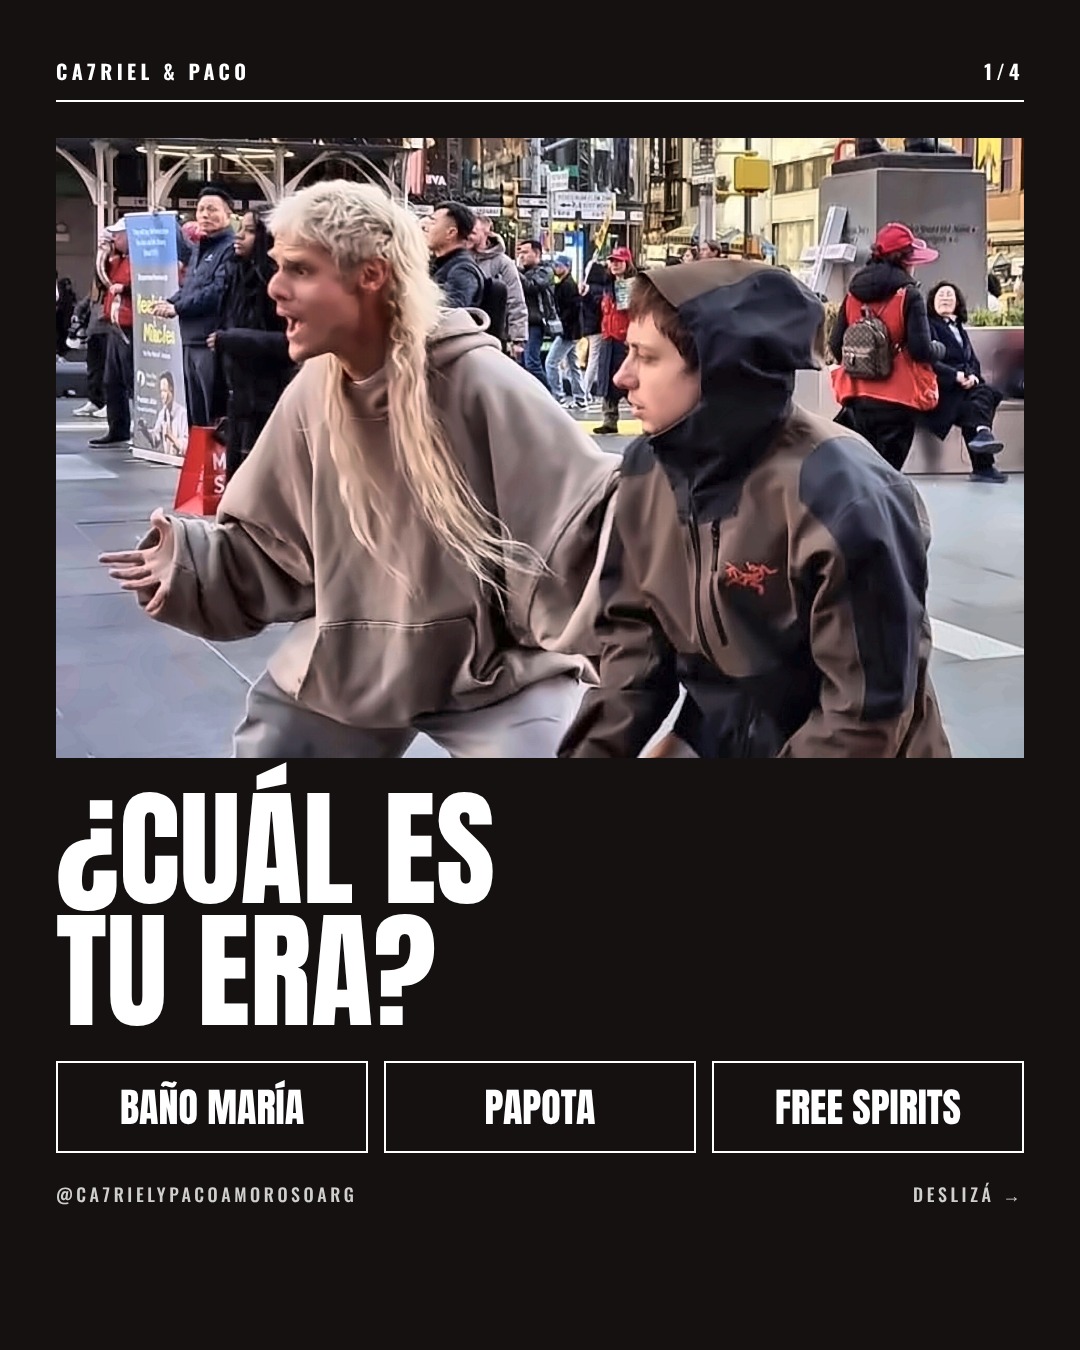 CA7RIEL & PACO
1/4
¿CUÁL ES
TU ERA?
BAÑO MARÍA
PAPOTA
FREE SPIRITS
@CA7RIELYPACOAMOROSOARG
DESLIZÁ →